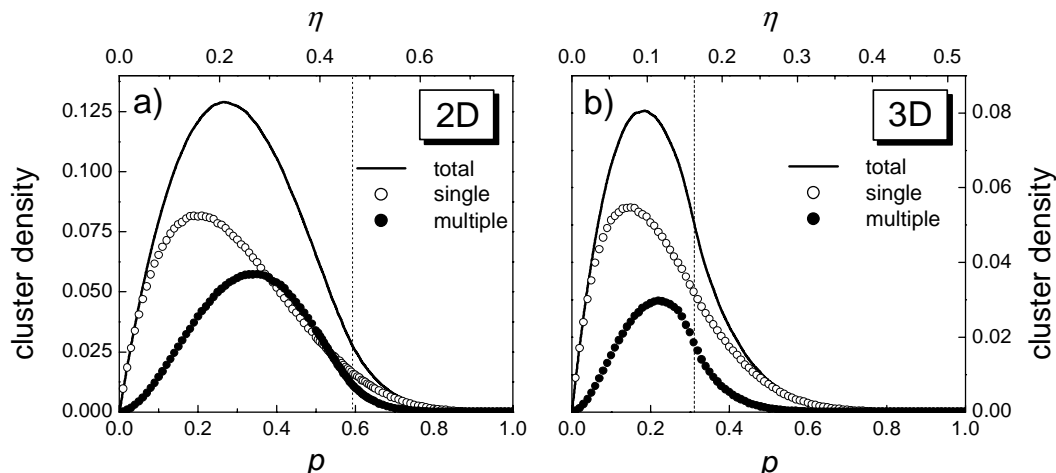 η
0.0 0.2 0.4 0.6
a)
2D
total
single
multiple
cluster density
0.125
0.100
0.075
0.050
0.025
0.000
0.0 0.2 0.4 0.6 0.8 1.0
p
η
0.0 0.1 0.2 0.3 0.4 0.5
b)
3D
total
single
multiple
0.08
0.06
0.04
0.02
0.00
cluster density
0.0 0.2 0.4 0.6 0.8 1.0
p